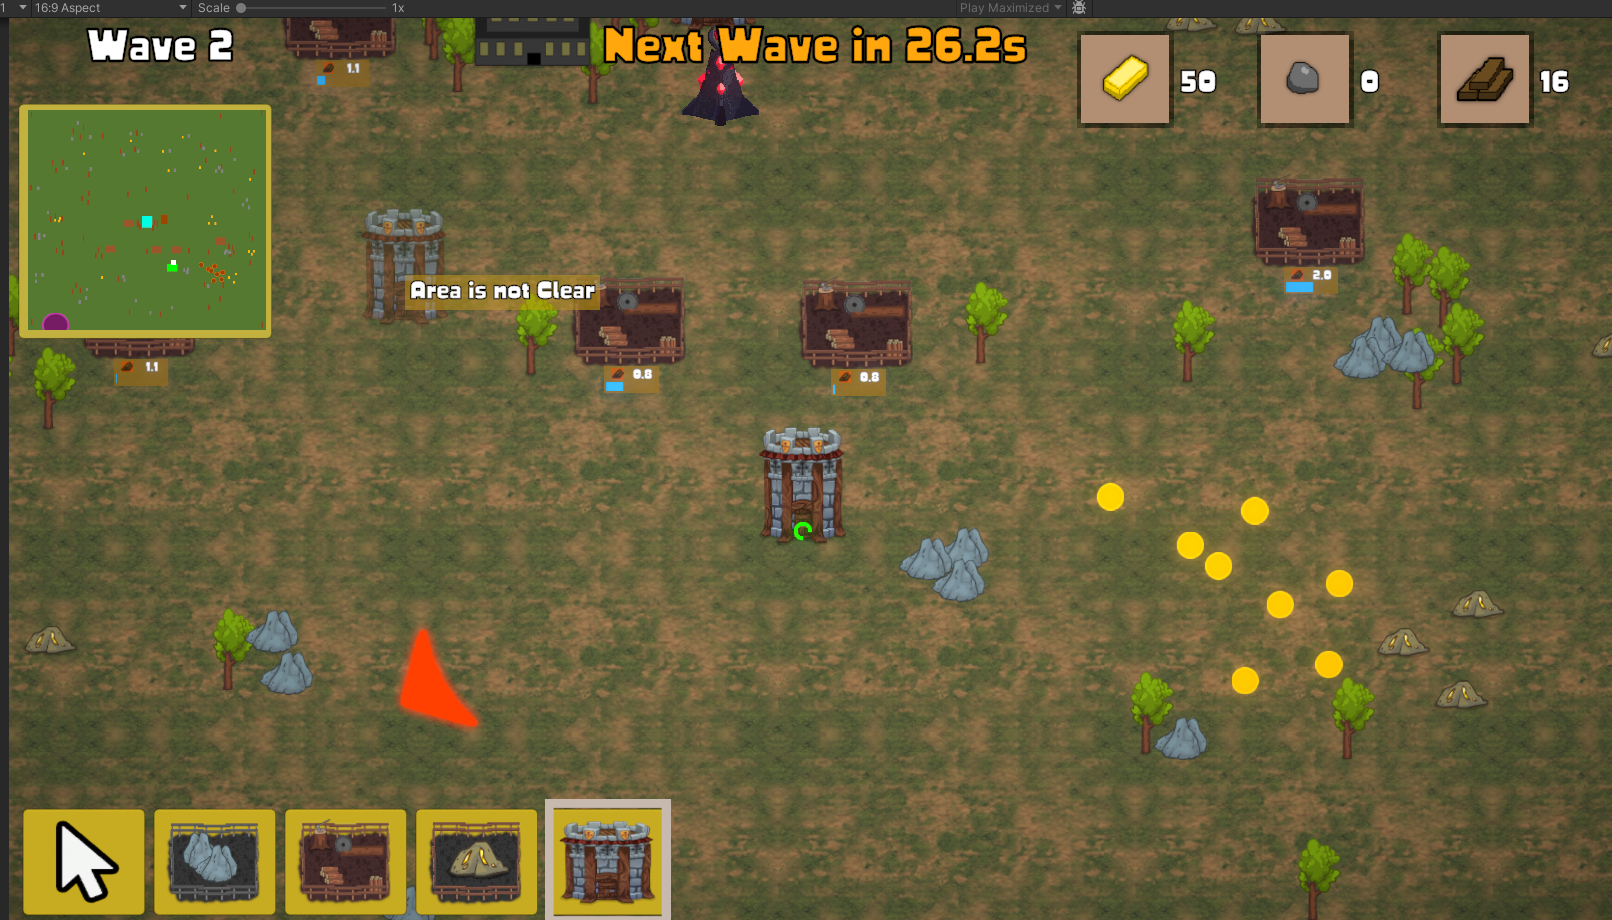 1 16:9 Aspect Scale 1x Play Maximized
Wave 2
Next Wave in 26.2s
50
0
16
1.1
2.0
Area is not Clear
1.1
0.8
0.8